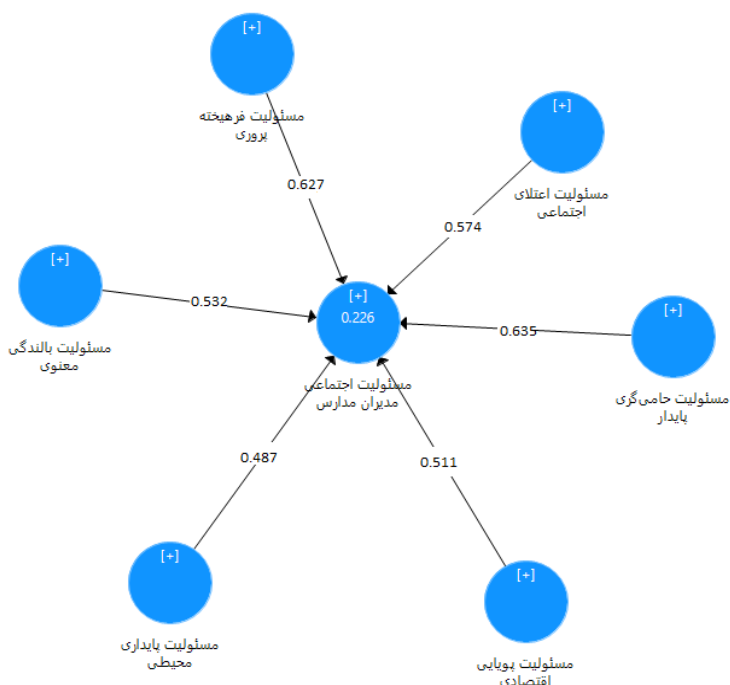 [+]
مسئولیت فرهیخته
پروری
[+]
مسئولیت اعتلای
اجتماعی
0.627
0.574
[+]
مسئولیت بالندگی
معنوی
0.532
[+]
0.226
مسئولیت اجتماعی
مدیران مدارس
0.635
[+]
مسئولیت حامی‌گری
پایدار
0.487
0.511
[+]
مسئولیت پایداری
محیطی
[+]
مسئولیت پویایی
اقتصادی